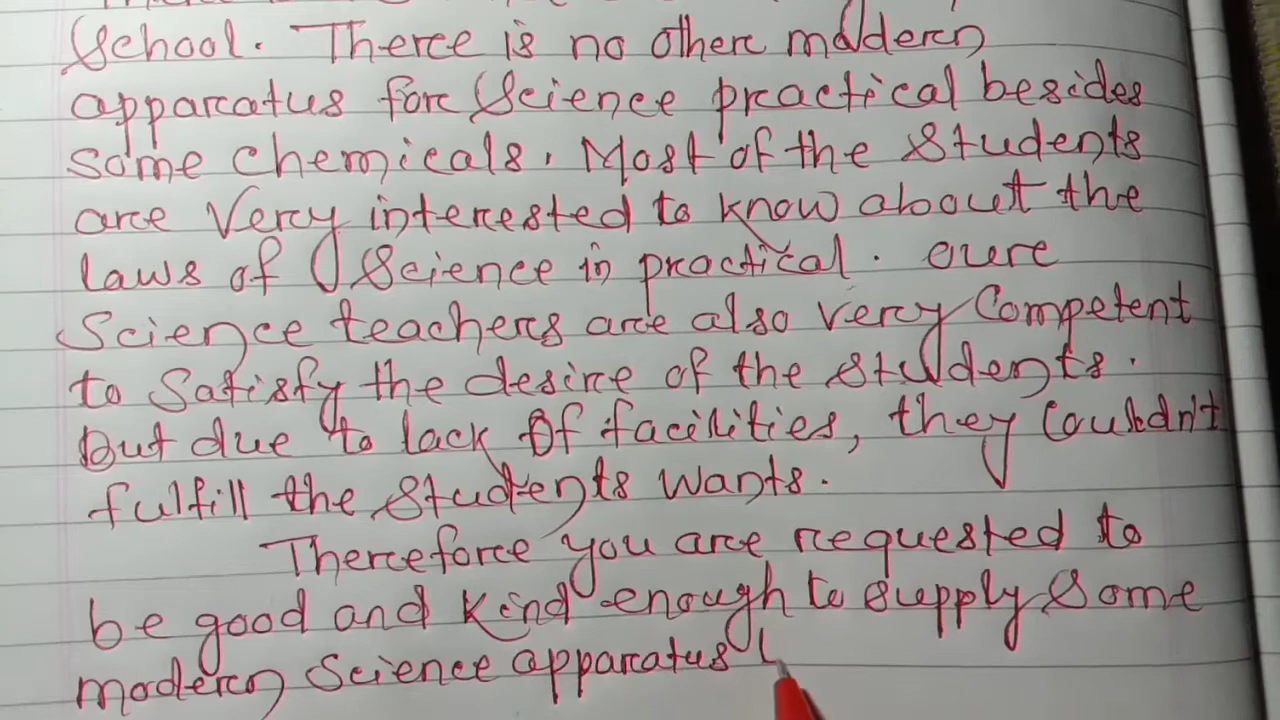 School. There is no other modern
apparatus for Science practical besides
some chemicals. Most of the students
are very interested to know about the
laws of Science in practical. Our
Science teachers are also very Competent
to Satisfy the desire of the students.
but due to lack Of facilities, they Couldn't
fulfill the students wants.
Therefore you are requested to
be good and kind enough to supply some
modern Science apparatus